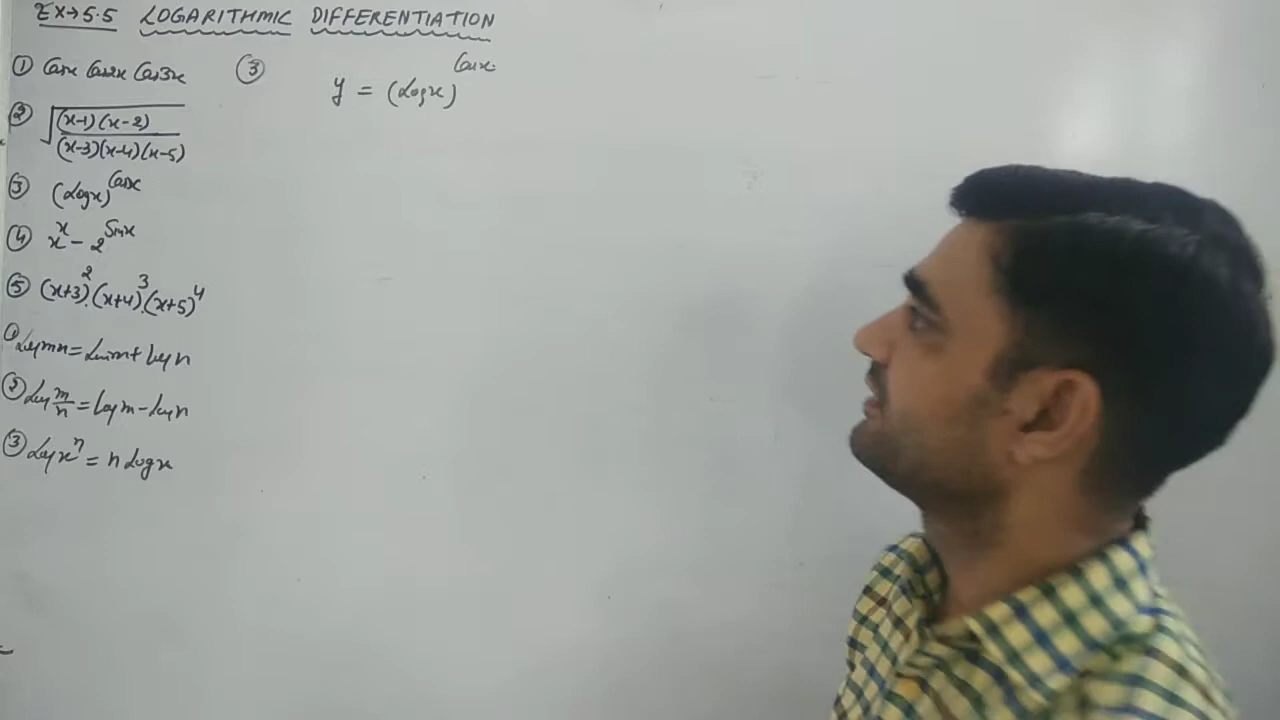 EX→5.5 LOGARITHMIC DIFFERENTIATION
① Cosx Cos2x Cos3x
② √((x-1)(x-2) / (x-3)(x-4)(x-5))
③ (Logx)^Cosx
④ x^x - 2^Sinx
⑤ (x+3)^2.(x+4)^3.(x+5)^4
① Log mn = Log m + Log n
② Log m/n = Log m - Log n
③ Log x^n = n Log x
③ y = (Logx)^Cosx